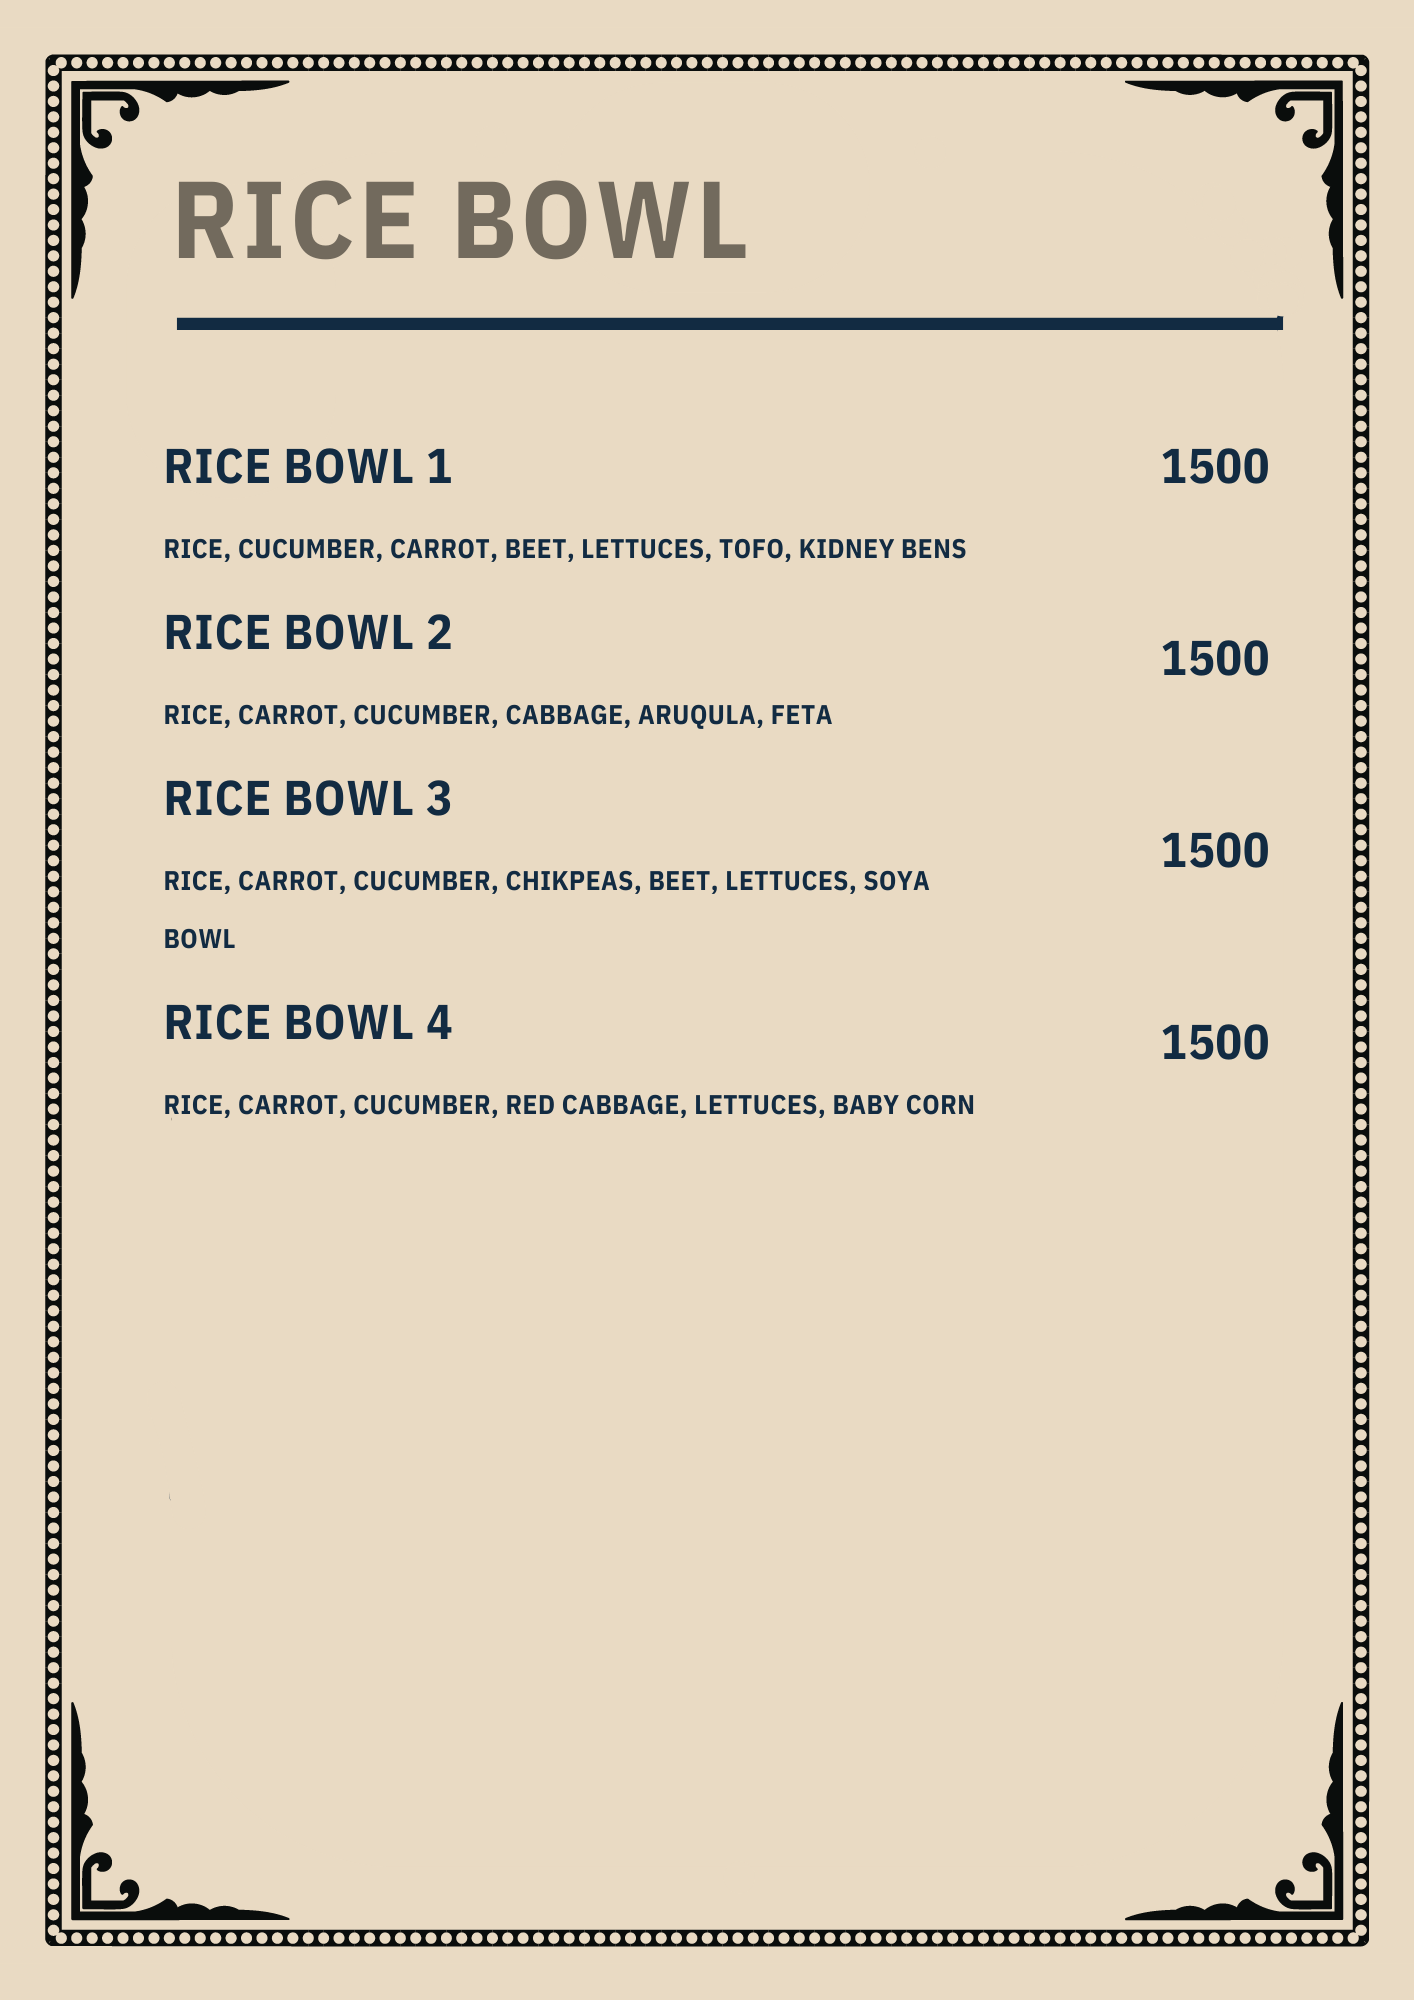 RICE BOWL
RICE BOWL 1 1500
RICE, CUCUMBER, CARROT, BEET, LETTUCES, TOFO, KIDNEY BENS
RICE BOWL 2 1500
RICE, CARROT, CUCUMBER, CABBAGE, ARUQULA, FETA
RICE BOWL 3 1500
RICE, CARROT, CUCUMBER, CHIKPEAS, BEET, LETTUCES, SOYA
BOWL
RICE BOWL 4 1500
RICE, CARROT, CUCUMBER, RED CABBAGE, LETTUCES, BABY CORN